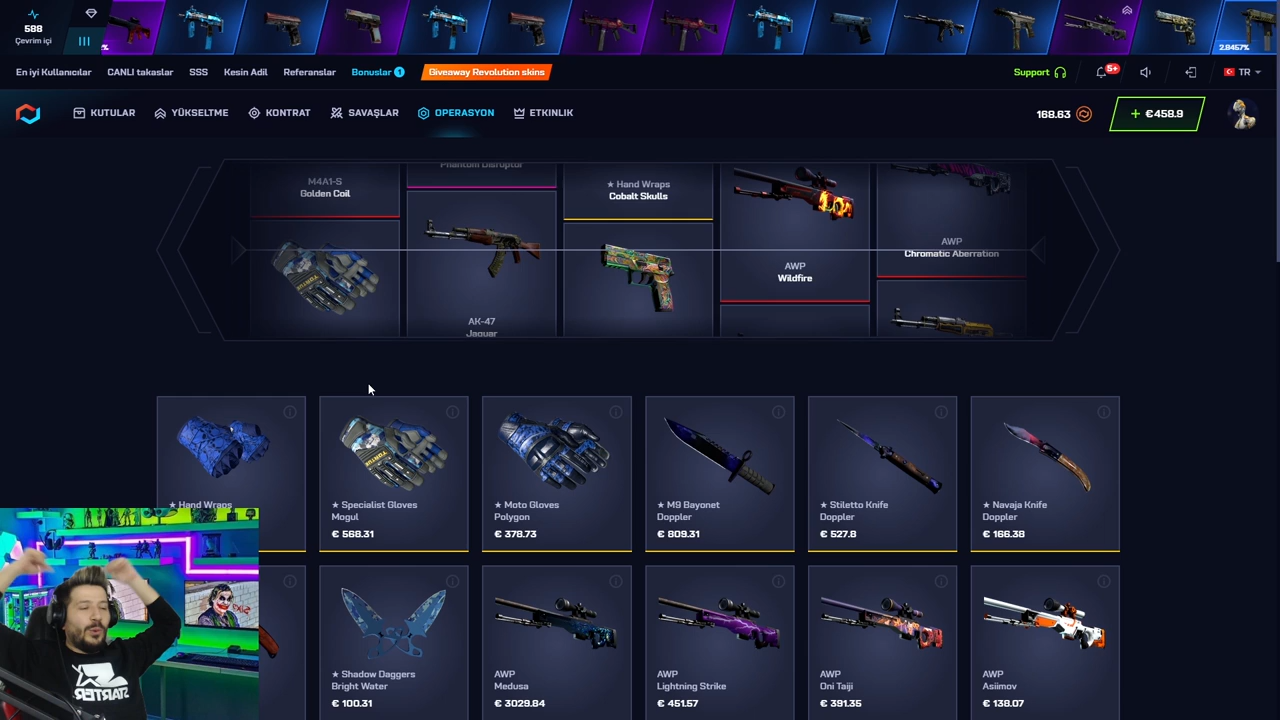 588
Çevrim içi
2.8457%
En iyi Kullanıcılar
CANLI takaslar
SSS
Kesin Adil
Referanslar
Bonuslar 1
Giveaway Revolution skins
Support
5+
TR
KUTULAR
YÜKSELTME
KONTRAT
SAVAŞLAR
OPERASYON
ETKINLIK
168.63
+ €458.9
M4A1-S
Golden Coil
Phantom Disruptor
★ Hand Wraps
Cobalt Skulls
AWP
Wildfire
AWP
Chromatic Aberration
AK-47
Jaguar
★ Hand Wraps
★ Specialist Gloves
Mogul
€ 568.31
★ Moto Gloves
Polygon
€ 378.73
★ M9 Bayonet
Doppler
€ 809.31
★ Stiletto Knife
Doppler
€ 527.8
★ Navaja Knife
Doppler
€ 166.38
★ Shadow Daggers
Bright Water
€ 100.31
AWP
Medusa
€ 3029.84
AWP
Lightning Strike
€ 451.57
AWP
Oni Taiji
€ 391.35
AWP
Asiimov
€ 138.07
STARTER